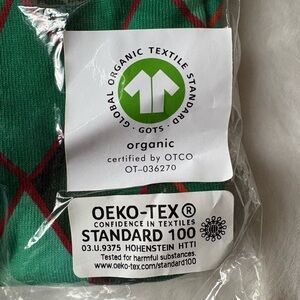 GLOBAL ORGANIC TEXTILE STANDARD
· GOTS ·
organic
certified by OTCO
OT-036270
OEKO-TEX®
CONFIDENCE IN TEXTILES
STANDARD 100
03.U.9375 HOHENSTEIN HTTI
Tested for harmful substances.
www.oeko-tex.com/standard100